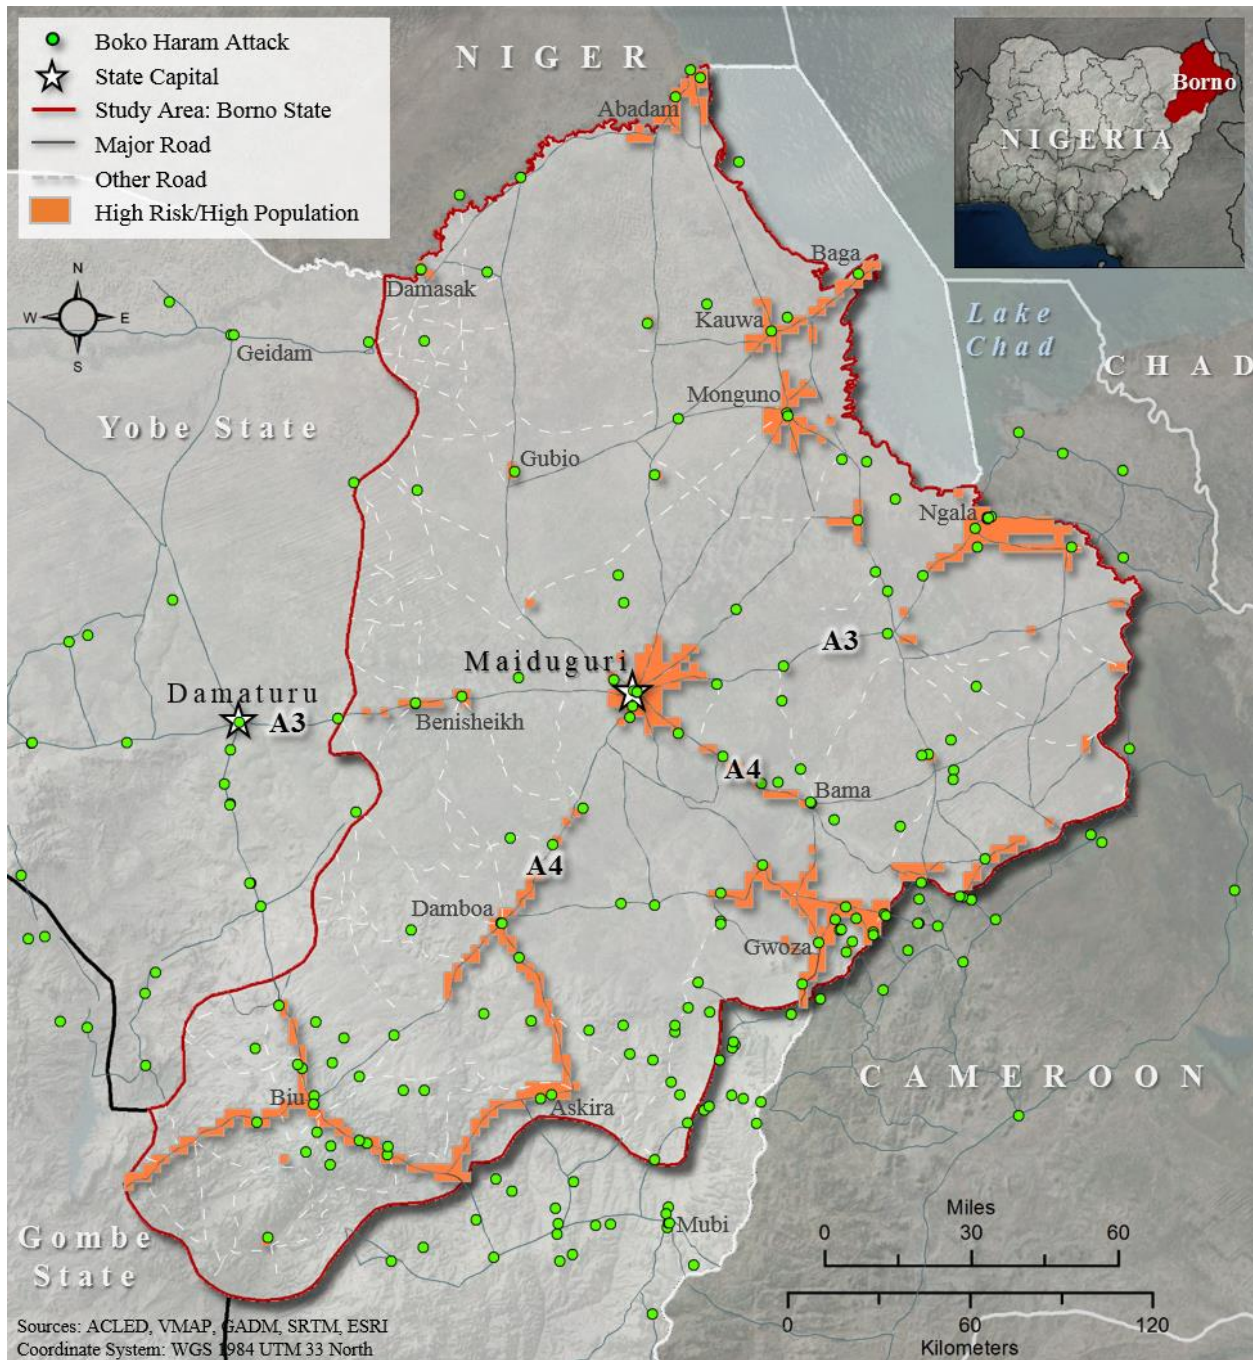 Boko Haram Attack
State Capital
Study Area: Borno State
Major Road
Other Road
High Risk/High Population
NIGER
Abadam
Borno
NIGERIA
N
W E
S
Damasak
Baga
Kauwa
Lake
Chad
CHAD
Geidam
Yobe State
Monguno
Gubio
Ngala
A3
Maiduguri
Damaturu
A3
Benisheikh
A4
Bama
A4
Damboa
Gwoza
CAMEROON
Biu
Askira
Mubi
Gombe
State
Miles
0 30 60
0 60 120
Kilometers
Sources: ACLED, VMAP, GADM, SRTM, ESRI
Coordinate System: WGS 1984 UTM 33 North